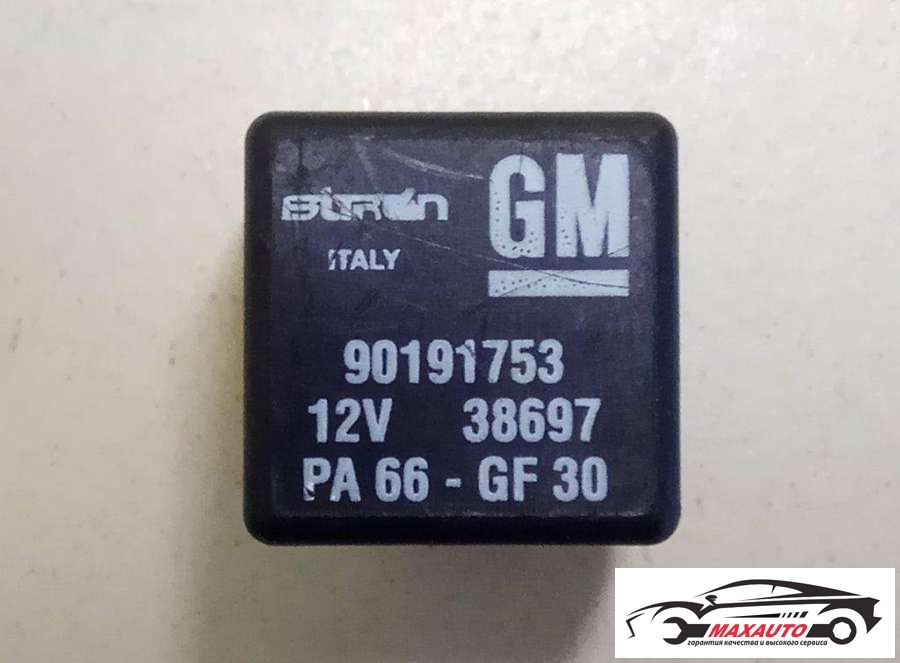 GM
ITALY
90191753
12V 38697
PA 66 - GF 30
MAXAUTO
гарантия качества и высокого сервиса